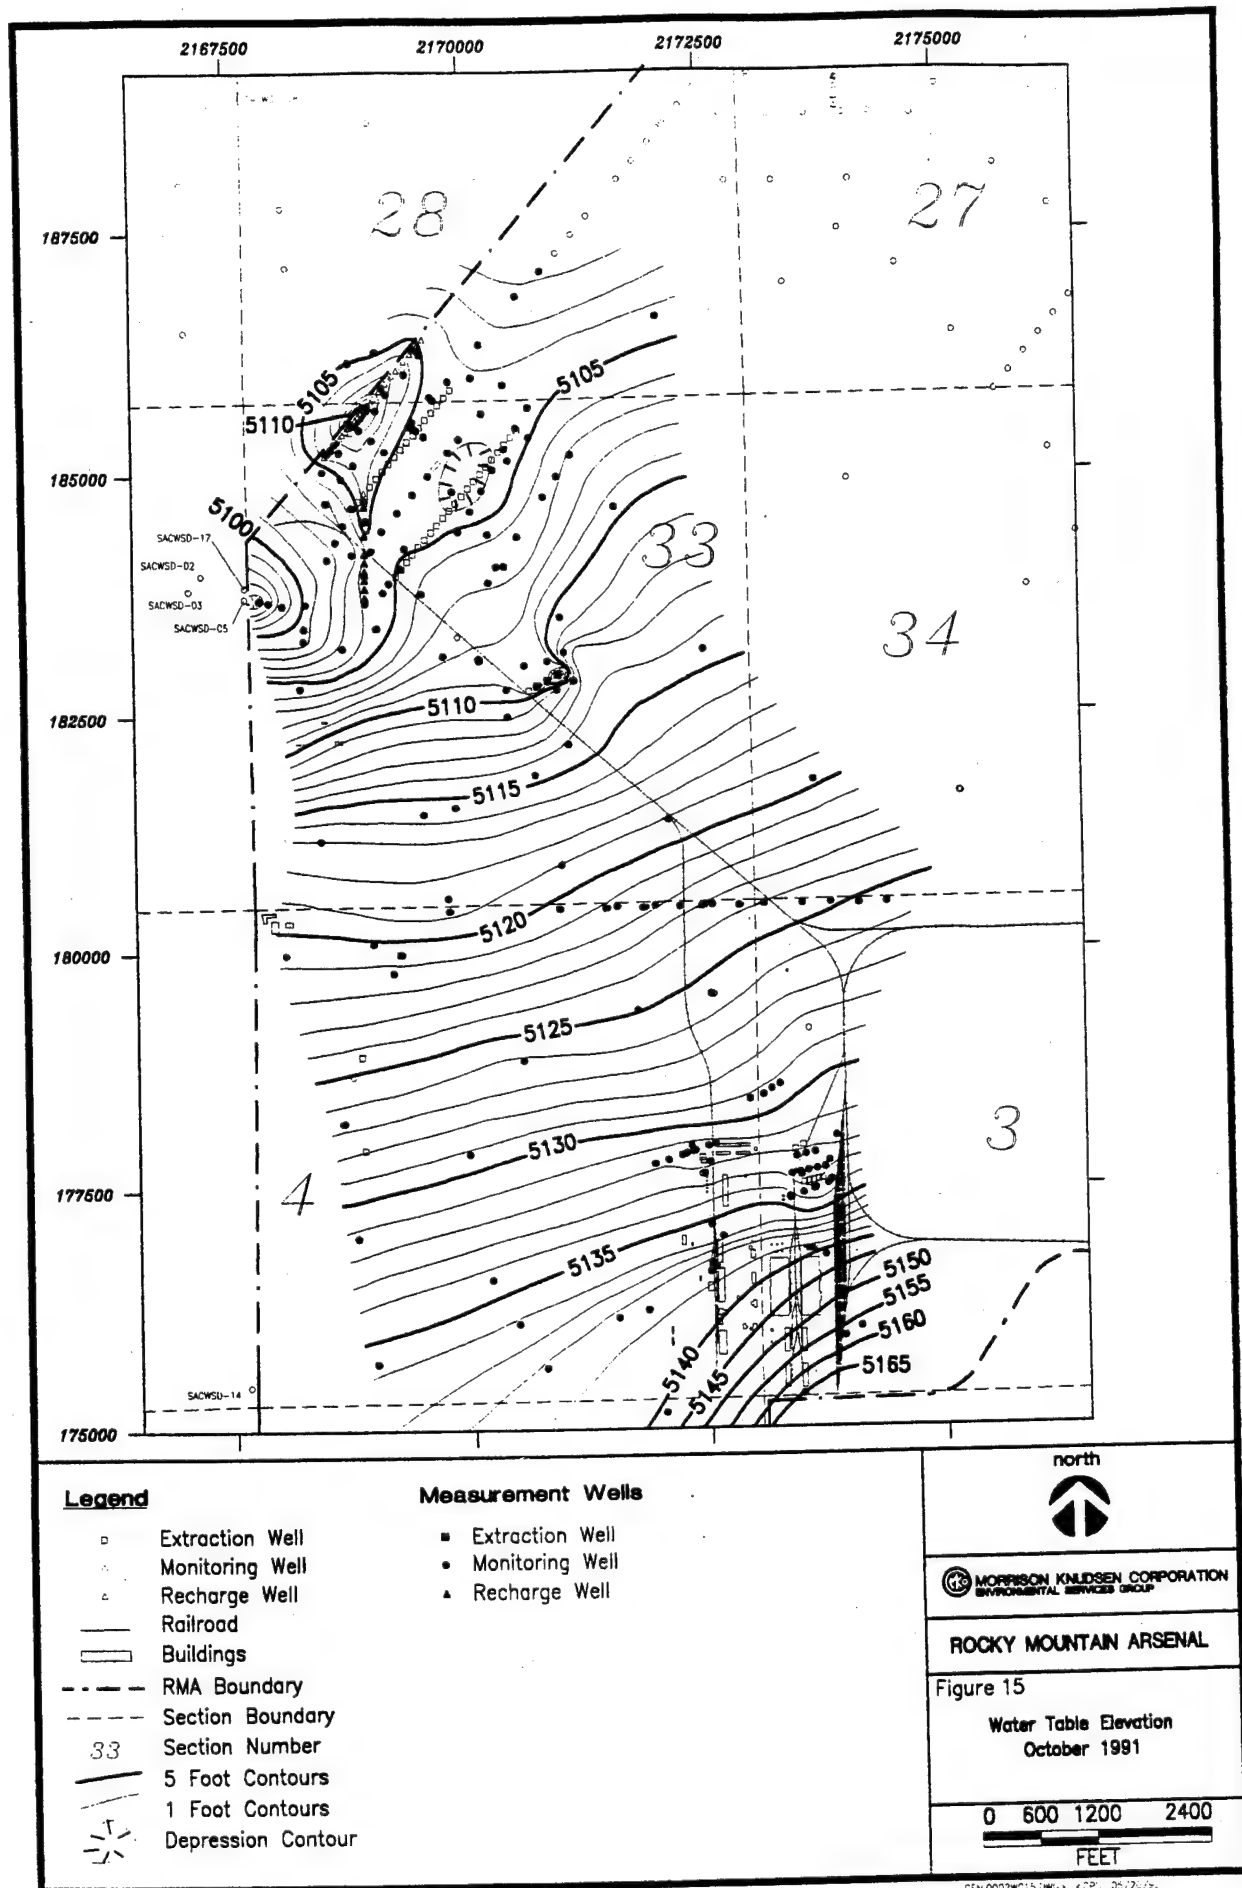 2167500 2170000 2172500 2175000
28
27
187500
5105
5105
5110
185000
5100
33
SACWSD-17
SACWSD-02
SACWSD-03
SACWSD-05
34
5110
182500
5115
5120
180000
5125
5130
3
177500
4
5135
5150
5155
5160
5140
5165
5145
SACWSD-14
175000
north
Legend
Measurement Wells
Extraction Well
Extraction Well
Monitoring Well
Monitoring Well
Recharge Well
Recharge Well
Railroad
Buildings
RMA Boundary
Section Boundary
33 Section Number
5 Foot Contours
1 Foot Contours
Depression Contour
MORRISON KNUDSEN CORPORATION
ENVIRONMENTAL SERVICES GROUP
ROCKY MOUNTAIN ARSENAL
Figure 15
Water Table Elevation
October 1991
0 600 1200 2400
FEET